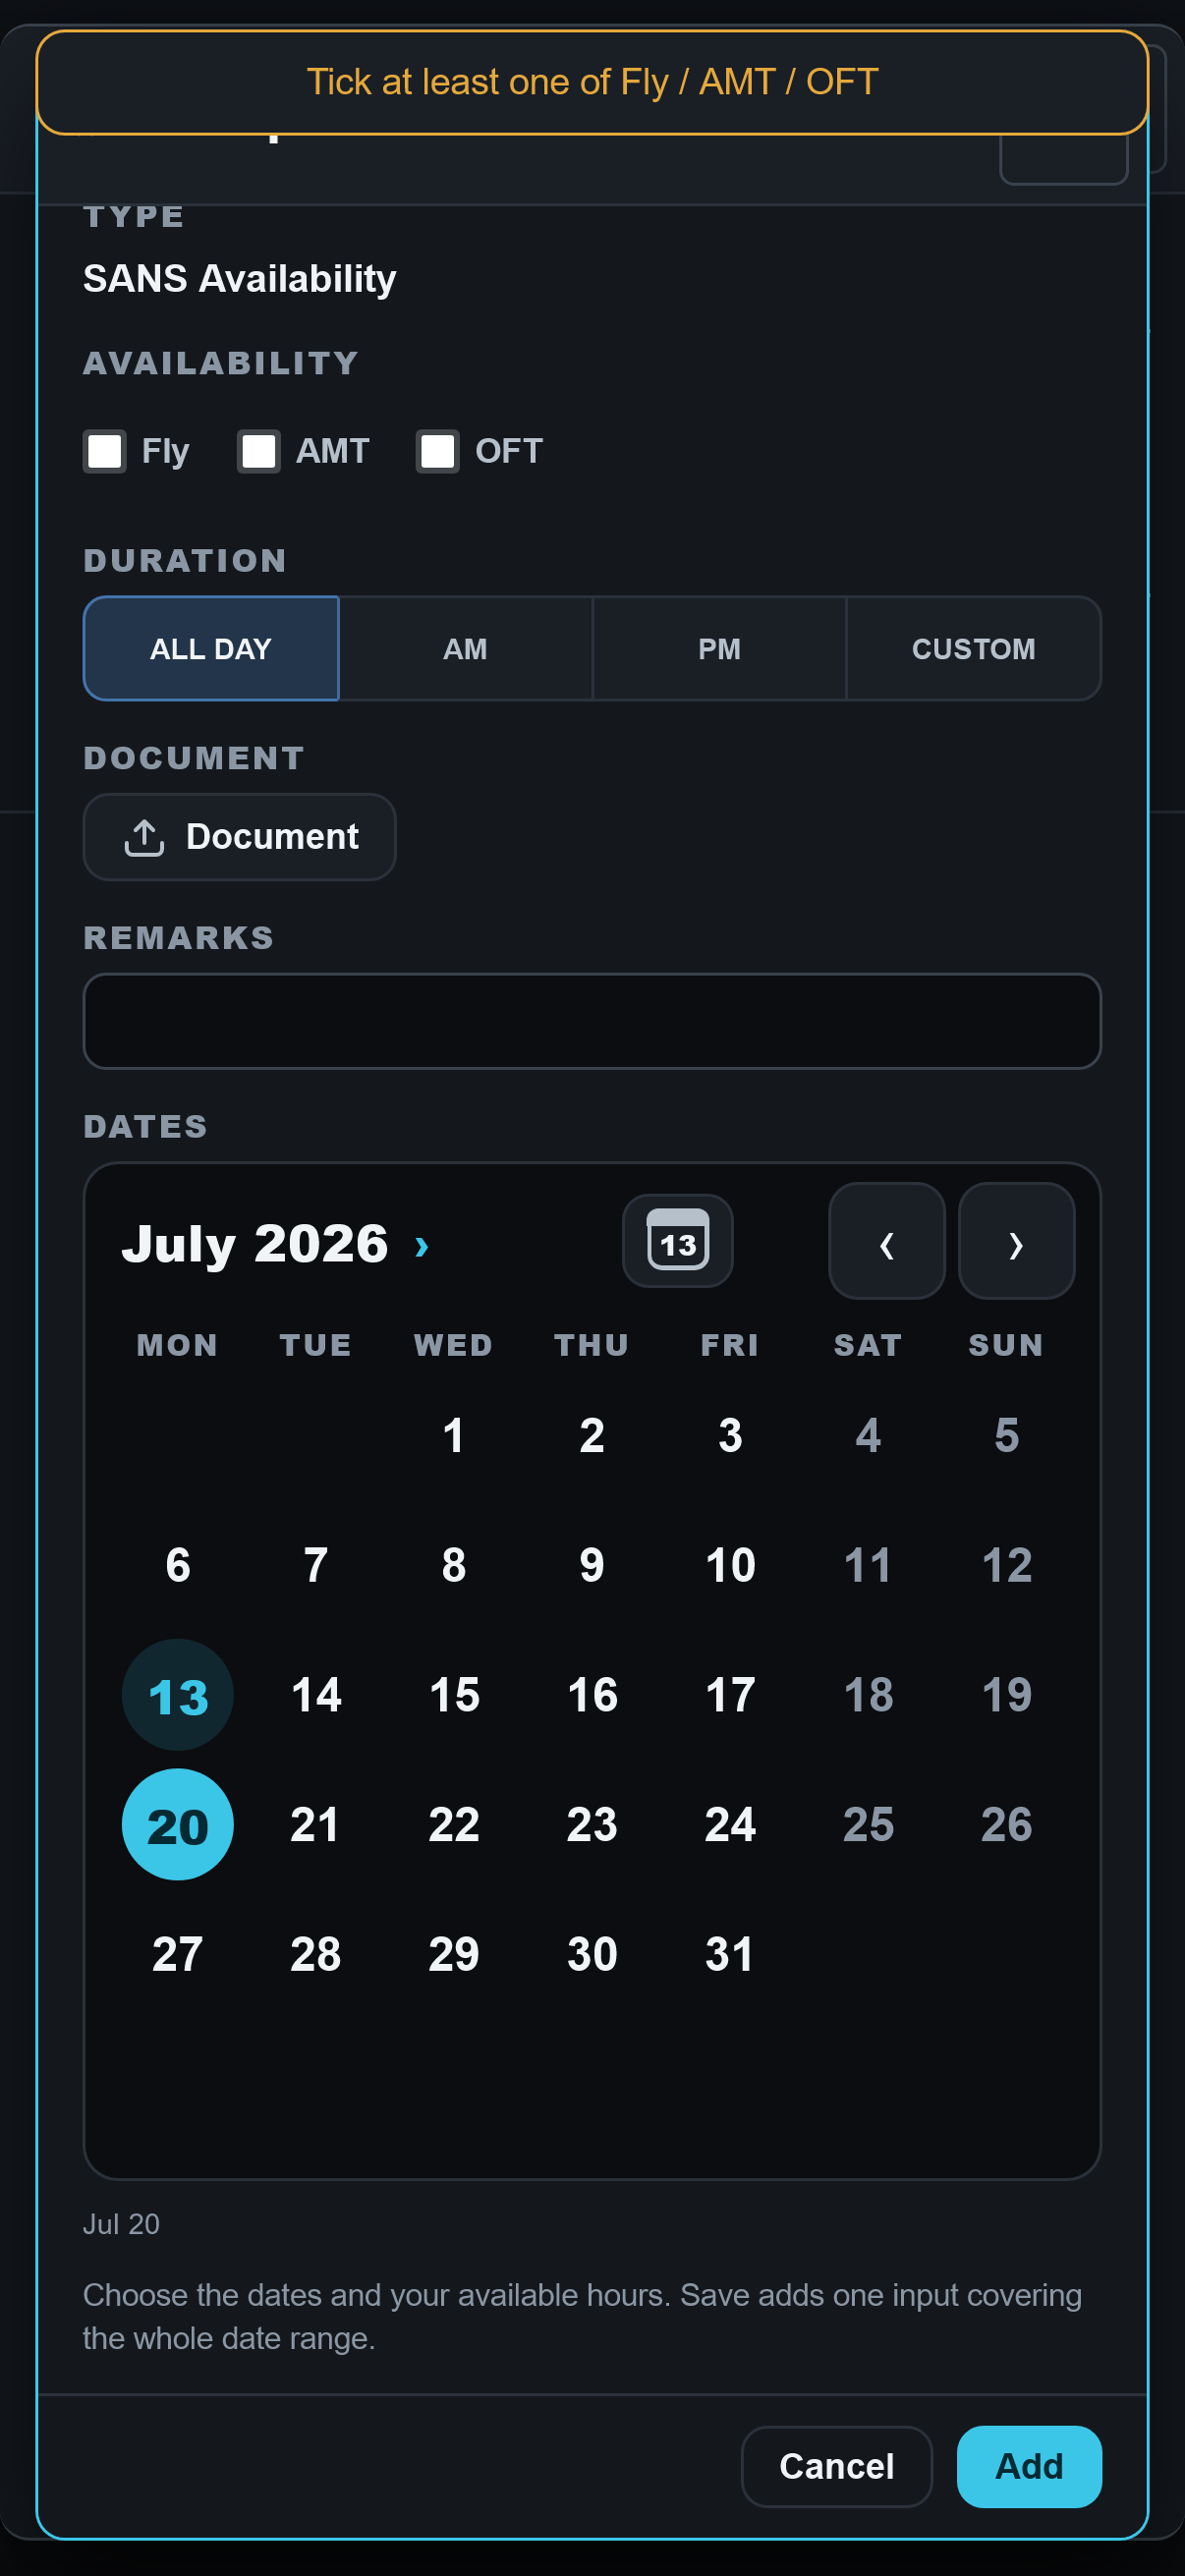 Tick at least one of Fly / AMT / OFT
TYPE
SANS Availability
AVAILABILITY
Fly AMT OFT
DURATION
ALL DAY AM PM CUSTOM
DOCUMENT
Document
REMARKS
DATES
July 2026 › 13 ‹ ›
MON TUE WED THU FRI SAT SUN
1 2 3 4 5
6 7 8 9 10 11 12
13 14 15 16 17 18 19
20 21 22 23 24 25 26
27 28 29 30 31
Jul 20
Choose the dates and your available hours. Save adds one input covering
the whole date range.
Cancel Add